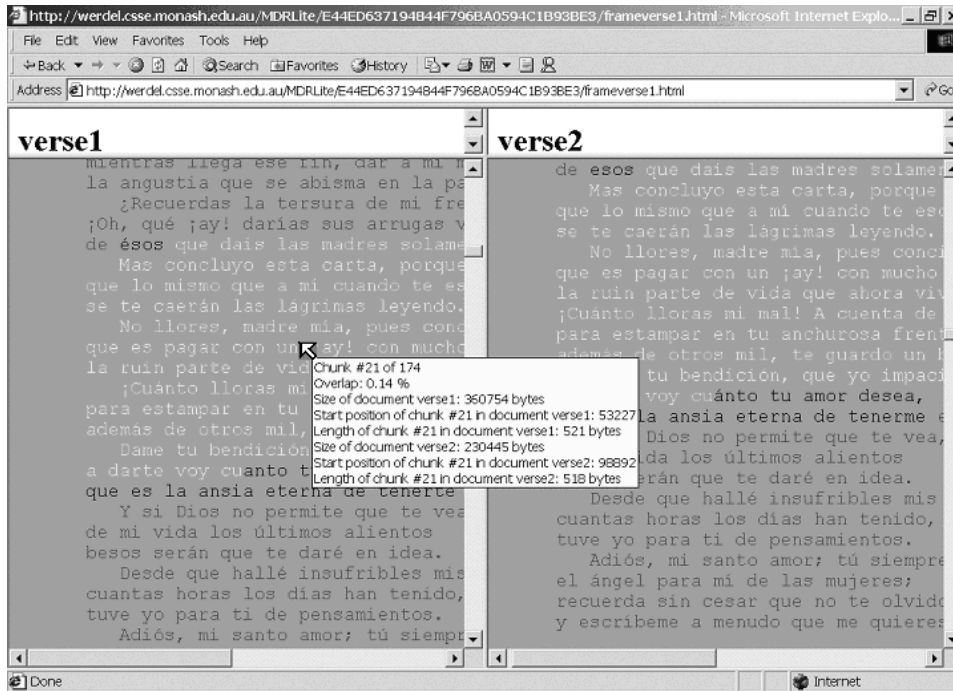 http://werdel.csse.monash.edu.au/MDRLite/E44ED637194844F796BA0594C1B93BE3/frameverse1.html - Microsoft Internet Explo...
File Edit View Favorites Tools Help
Back Search Favorites History
Address http://werdel.csse.monash.edu.au/MDRLite/E44ED637194844F796BA0594C1B93BE3/frameverse1.html Go
verse1
mientras llega ese fin, dar a mi
la angustia que se abisma en la pa
¿Recuerdas la tersura de mi fre
¡Oh, qué ¡ay! darías sus arrugas v
de ésos que dais las madres solame
Mas concluyo esta carta, porque
que lo mismo que a mí cuando te es
se te caerán las lágrimas leyendo.
No llores, madre mía, pues conc
que es pagar con un ¡ay! con mucho
la ruin parte de vid
¡Cuánto lloras mi
para estampar en tu
además de otros mil,
Dame tu bendición
a darte voy cuanto t
que es la ansia eterna de tenerte
Y si Dios no permite que te vea
de mi vida los últimos alientos
besos serán que te daré en idea.
Desde que hallé insufribles mis
cuantas horas los días han tenido,
tuve yo para ti de pensamientos.
Adiós, mi santo amor; tú siempr
Chunk #21 of 174
Overlap: 0.14 %
Size of document verse1: 360754 bytes
Start position of chunk #21 in document verse1: 53227
Length of chunk #21 in document verse1: 521 bytes
Size of document verse2: 230445 bytes
Start position of chunk #21 in document verse2: 98892
Length of chunk #21 in document verse2: 518 bytes
verse2
de esos que dais las madres solamen
Mas concluyo esta carta, porque
que lo mismo que a mí cuando te esc
se te caerán las lágrimas leyendo.
No llores, madre mía, pues conci
que es pagar con un ¡ay! con mucho
la ruin parte de vida que ahora viv
¡Cuánto lloras mi mal! A cuenta de
para estampar en tu anchurosa frent
además de otros mil, te guardo un b
tu bendición, que yo impaci
voy cuánto tu amor desea,
la ansia eterna de tenerme e
Dios no permite que te vea,
ida los últimos alientos
erán que te daré en idea.
Desde que hallé insufribles mis
cuantas horas los días han tenido,
tuve yo para ti de pensamientos.
Adiós, mi santo amor; tú siempre
el ángel para mí de las mujeres;
recuerda sin cesar que no te olvido
y escríbeme a menudo que me quieres
Done Internet